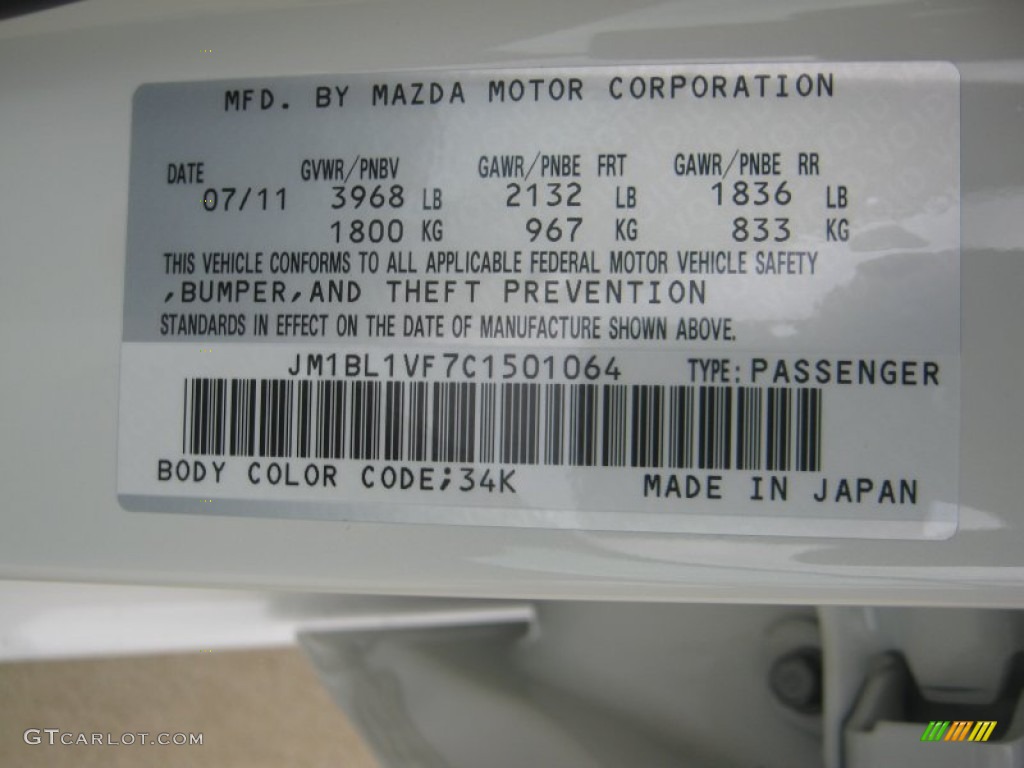 MFD. BY MAZDA MOTOR CORPORATION
DATE GVWR/PNBV GAWR/PNBE FRT GAWR/PNBE RR
07/11 3968 LB 2132 LB 1836 LB
1800 KG 967 KG 833 KG
THIS VEHICLE CONFORMS TO ALL APPLICABLE FEDERAL MOTOR VEHICLE SAFETY
,BUMPER,AND THEFT PREVENTION
STANDARDS IN EFFECT ON THE DATE OF MANUFACTURE SHOWN ABOVE.
JM1BL1VF7C1501064 TYPE: PASSENGER
BODY COLOR CODE;34K MADE IN JAPAN
GTCARLOT.COM